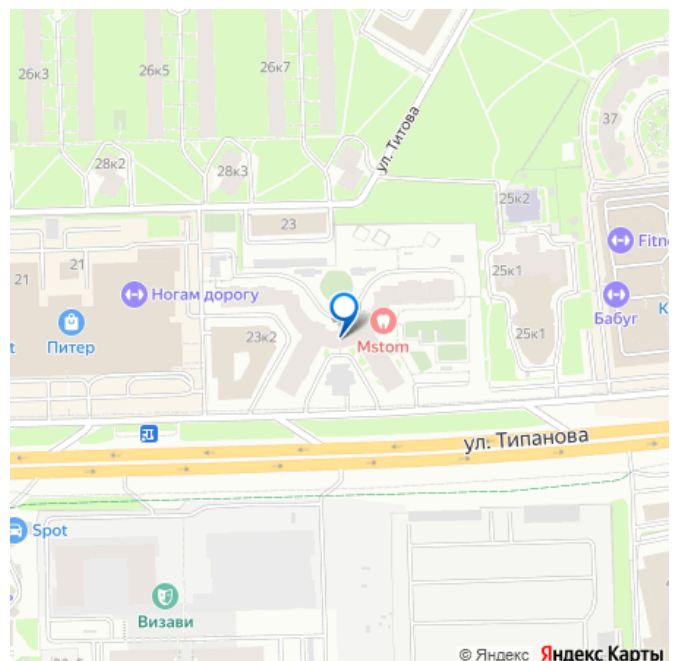 26к3
26к5
26к7
37
ул. Титова
28к2
28к3
25к2
23
Fitn
21
21
25к1
Ногам дорогу
Бабуг
К
Питер
23к2
Mstom
25к1
ул. Типанова
Spot
Визави
© Яндекс Яндекс Карты